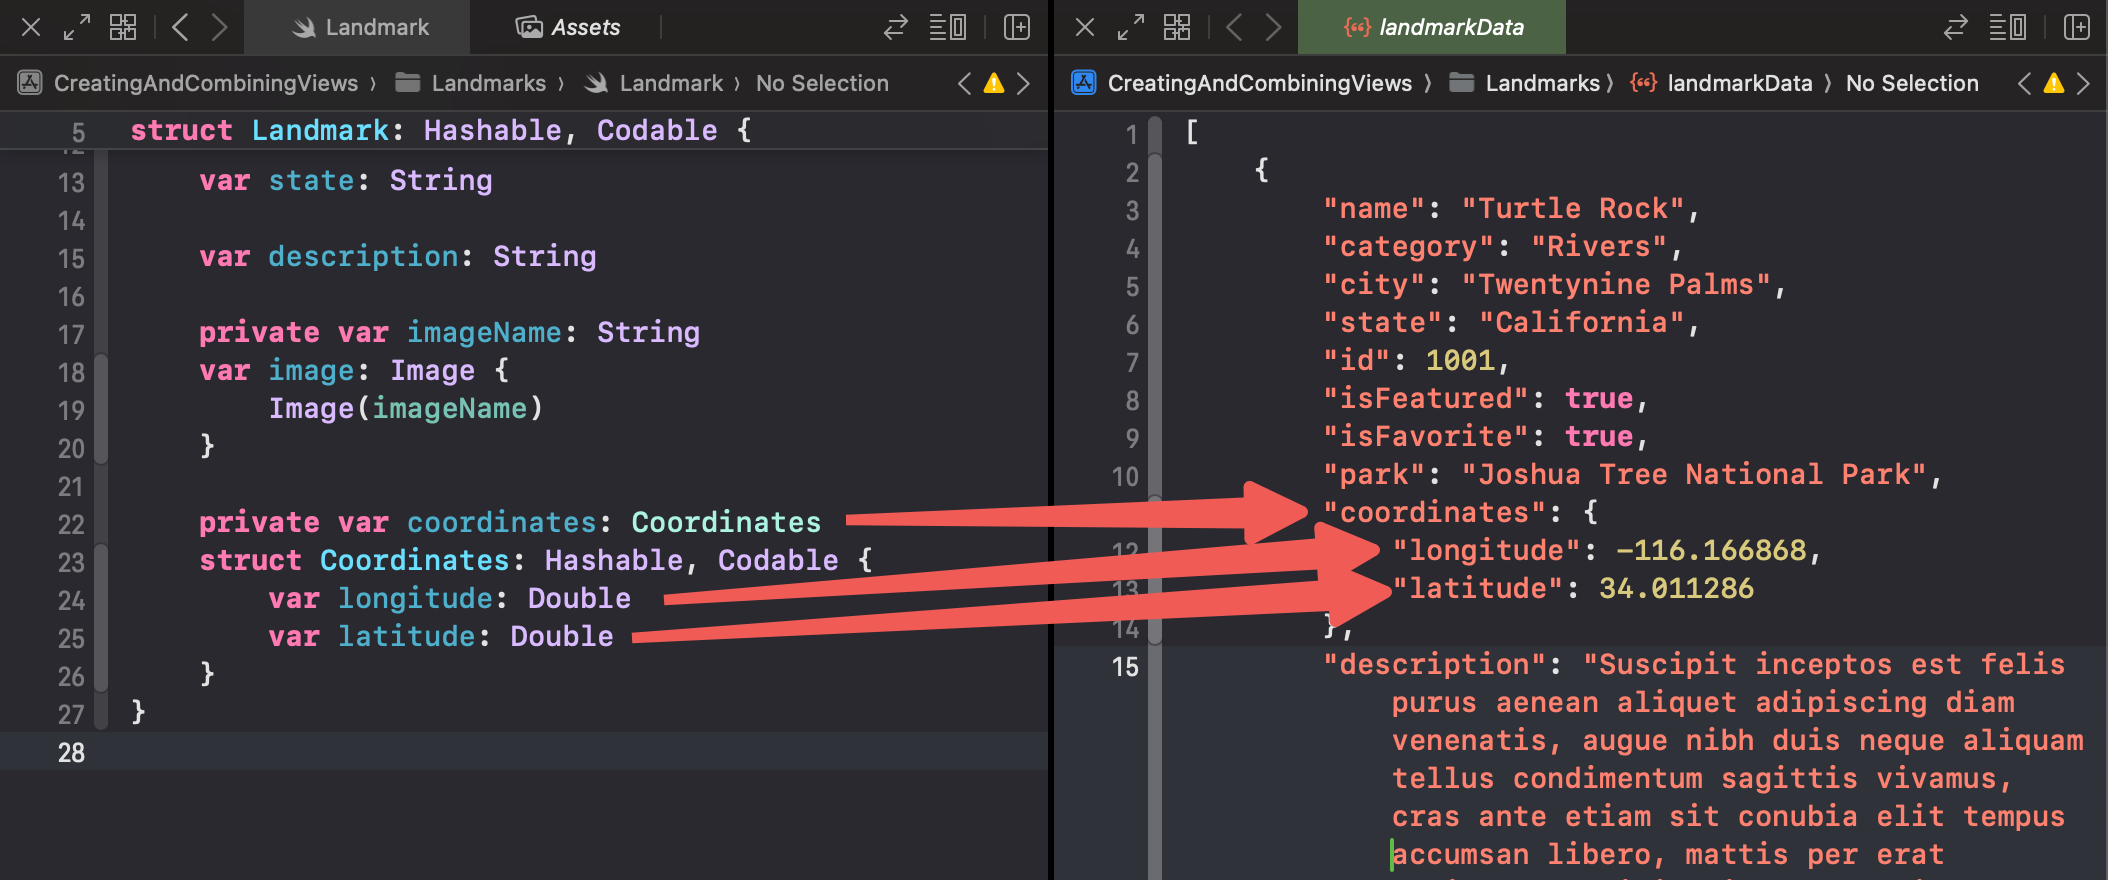 Landmark
Assets
CreatingAndCombiningViews 〉 Landmarks 〉 Landmark 〉 No Selection
5 struct Landmark: Hashable, Codable {
12
13 var state: String
14
15 var description: String
16
17 private var imageName: String
18 var image: Image {
19 Image(imageName)
20 }
21
22 private var coordinates: Coordinates
23 struct Coordinates: Hashable, Codable {
24 var longitude: Double
25 var latitude: Double
26 }
27 }
28
landmarkData
CreatingAndCombiningViews 〉 Landmarks 〉 landmarkData 〉 No Selection
1 [
2 {
3 "name": "Turtle Rock",
4 "category": "Rivers",
5 "city": "Twentynine Palms",
6 "state": "California",
7 "id": 1001,
8 "isFeatured": true,
9 "isFavorite": true,
10 "park": "Joshua Tree National Park",
"coordinates": {
12 "longitude": -116.166868,
13 "latitude": 34.011286
14 },
15 "description": "Suscipit inceptos est felis
purus aenean aliquet adipiscing diam
venenatis, augue nibh duis neque aliquam
tellus condimentum sagittis vivamus,
cras ante etiam sit conubia elit tempus
accumsan libero, mattis per erat